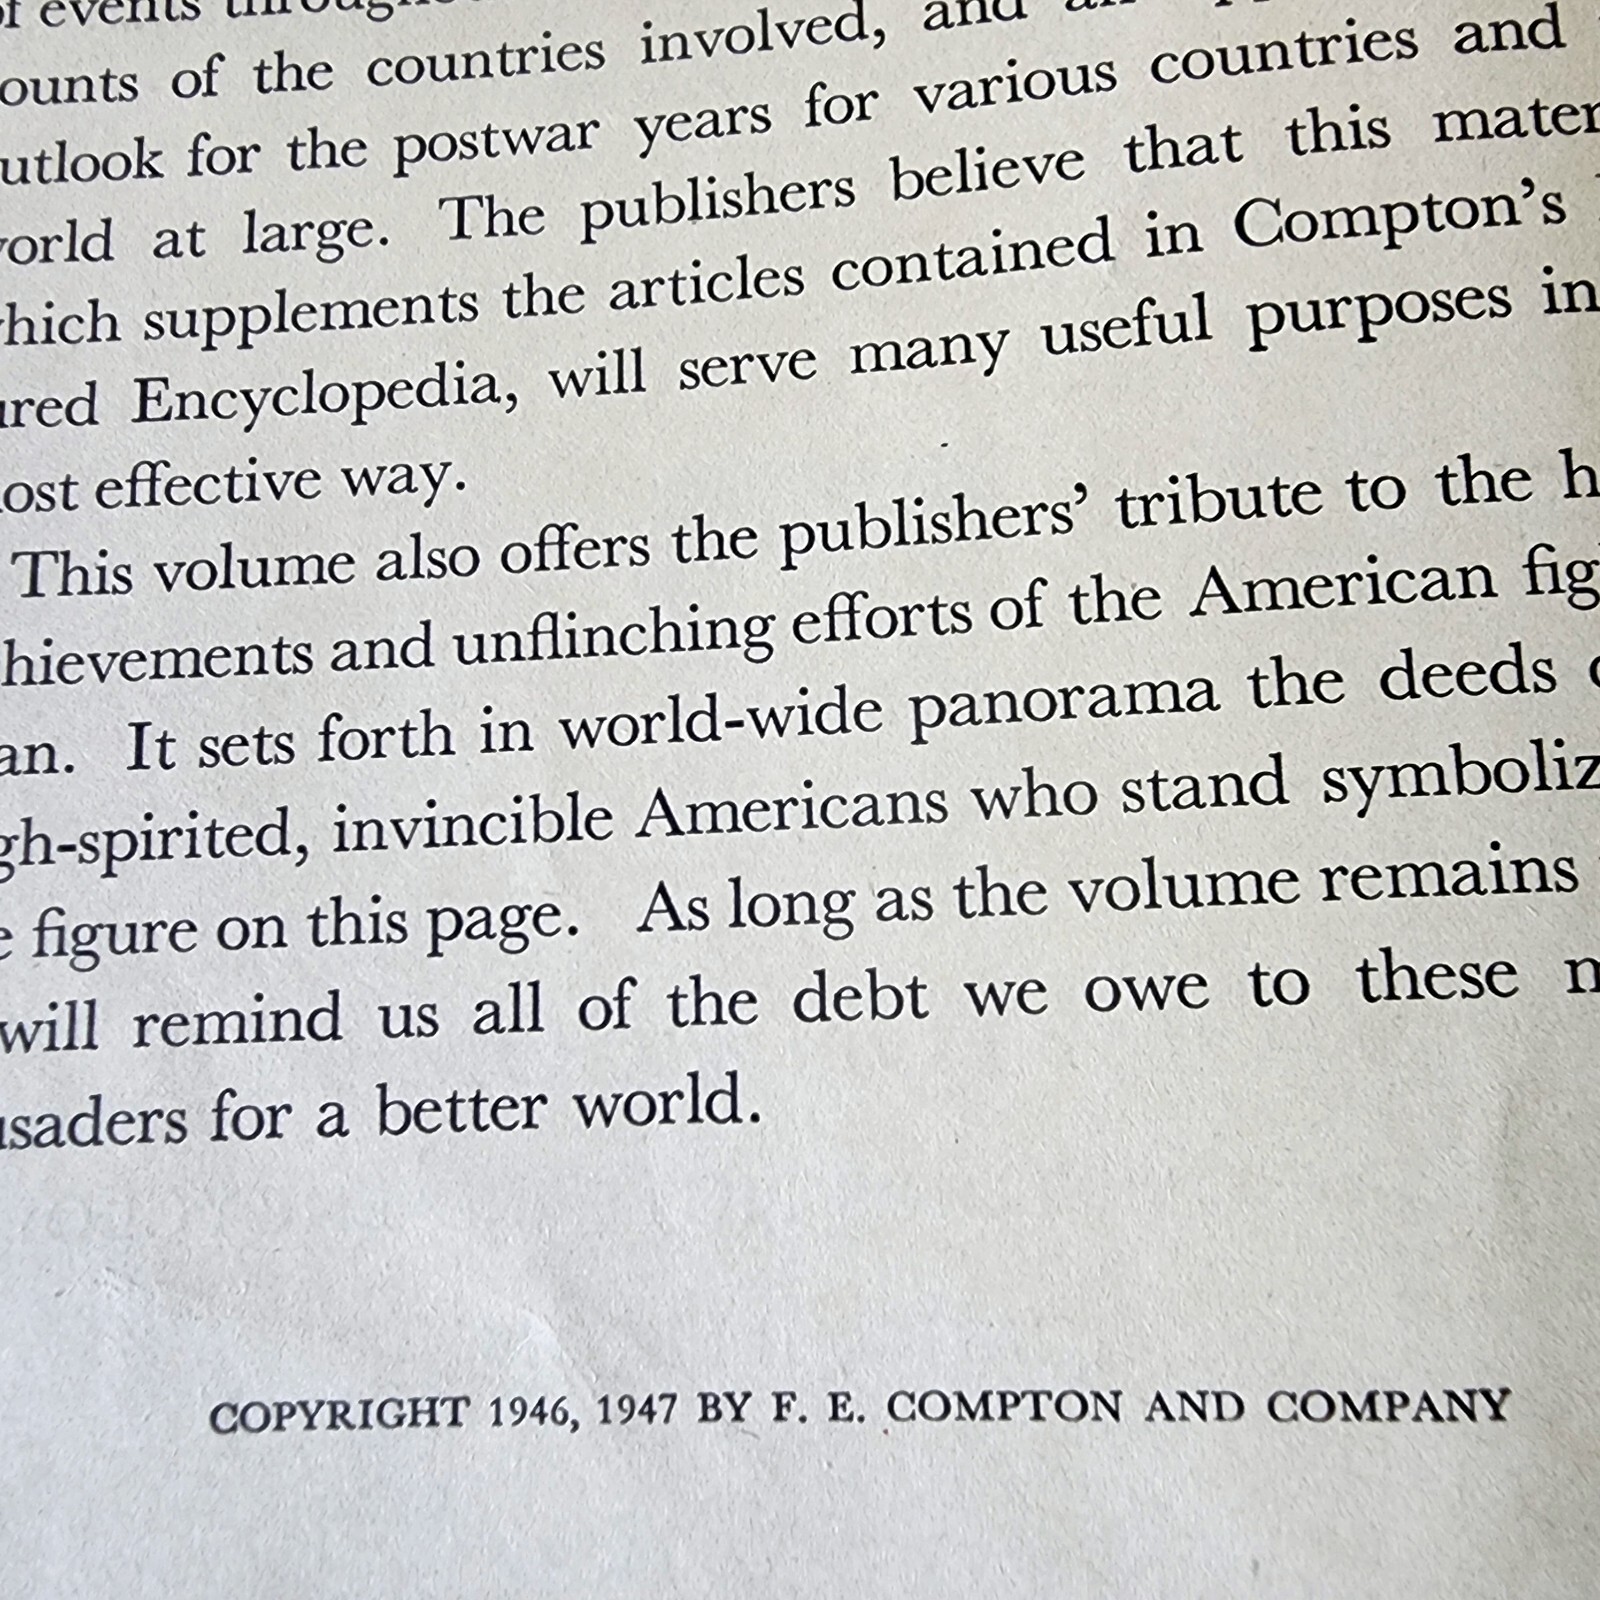 of events
ounts of the countries involved, and
utlook for the postwar years for various countries and
orld at large. The publishers believe that this mater
hich supplements the articles contained in Compton's
ured Encyclopedia, will serve many useful purposes in
ost effective way.
This volume also offers the publishers' tribute to the h
hievements and unflinching efforts of the American fig
an. It sets forth in world-wide panorama the deeds
gh-spirited, invincible Americans who stand symboliz
e figure on this page. As long as the volume remains
will remind us all of the debt we owe to these
usaders for a better world.
COPYRIGHT 1946, 1947 BY F. E. COMPTON AND COMPANY